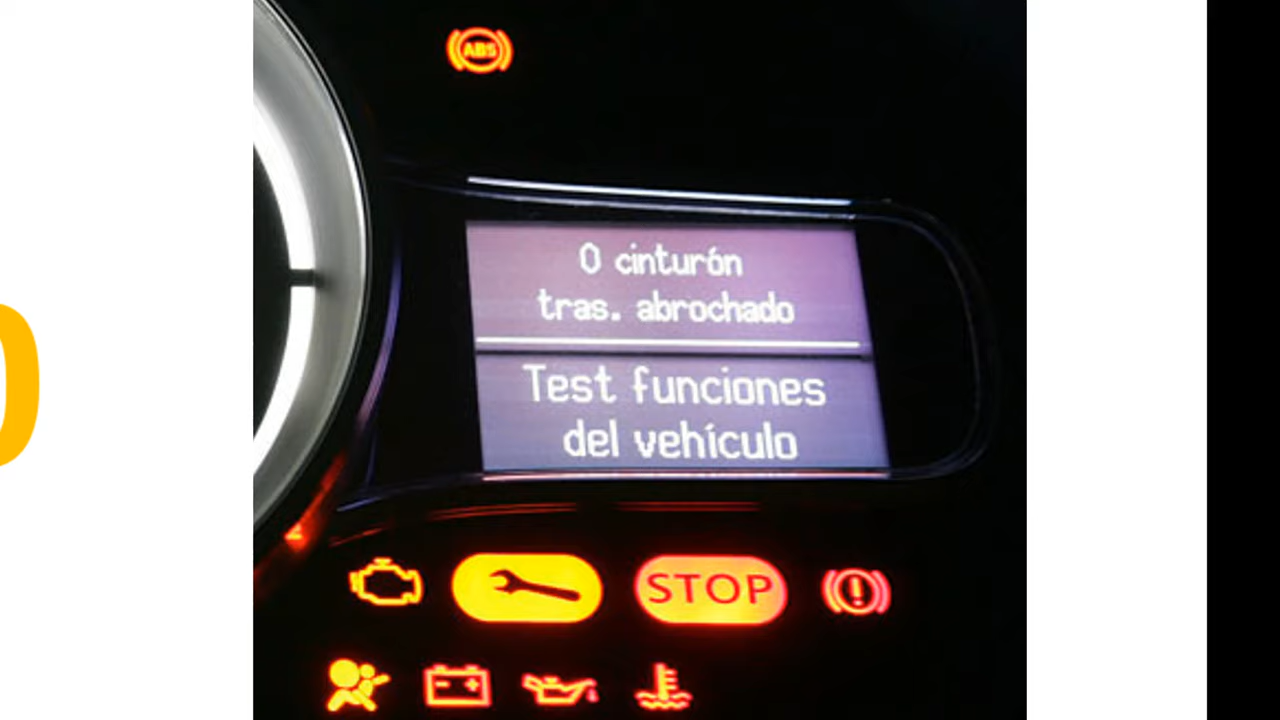 ABS
0 cinturón
tras. abrochado
Test funciones
del vehículo
STOP